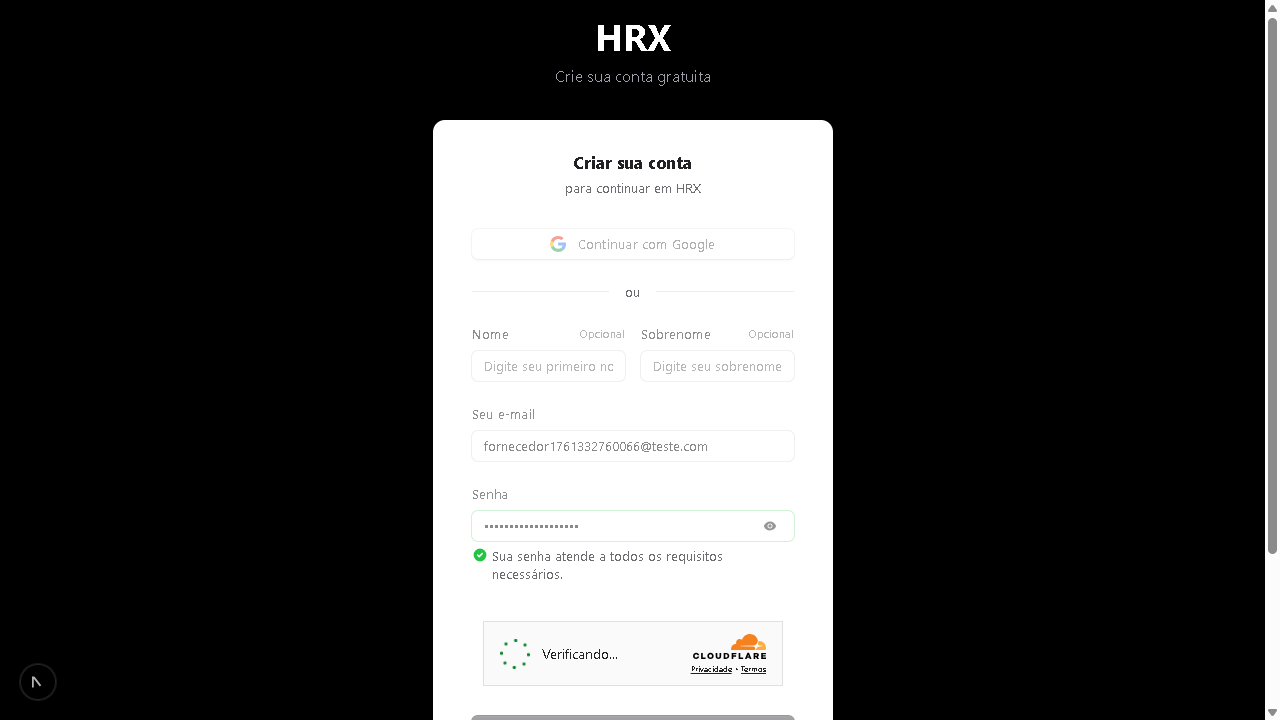 HRX
Crie sua conta gratuita
Criar sua conta
para continuar em HRX
Continuar com Google
ou
Nome Opcional Sobrenome Opcional
Digite seu primeiro no Digite seu sobrenome
Seu e-mail
fornecedor1761332760066@teste.com
Senha
•••••••••••••••••••
Sua senha atende a todos os requisitos
necessários.
Verificando...
CLOUDFLARE
Privacidade • Termos